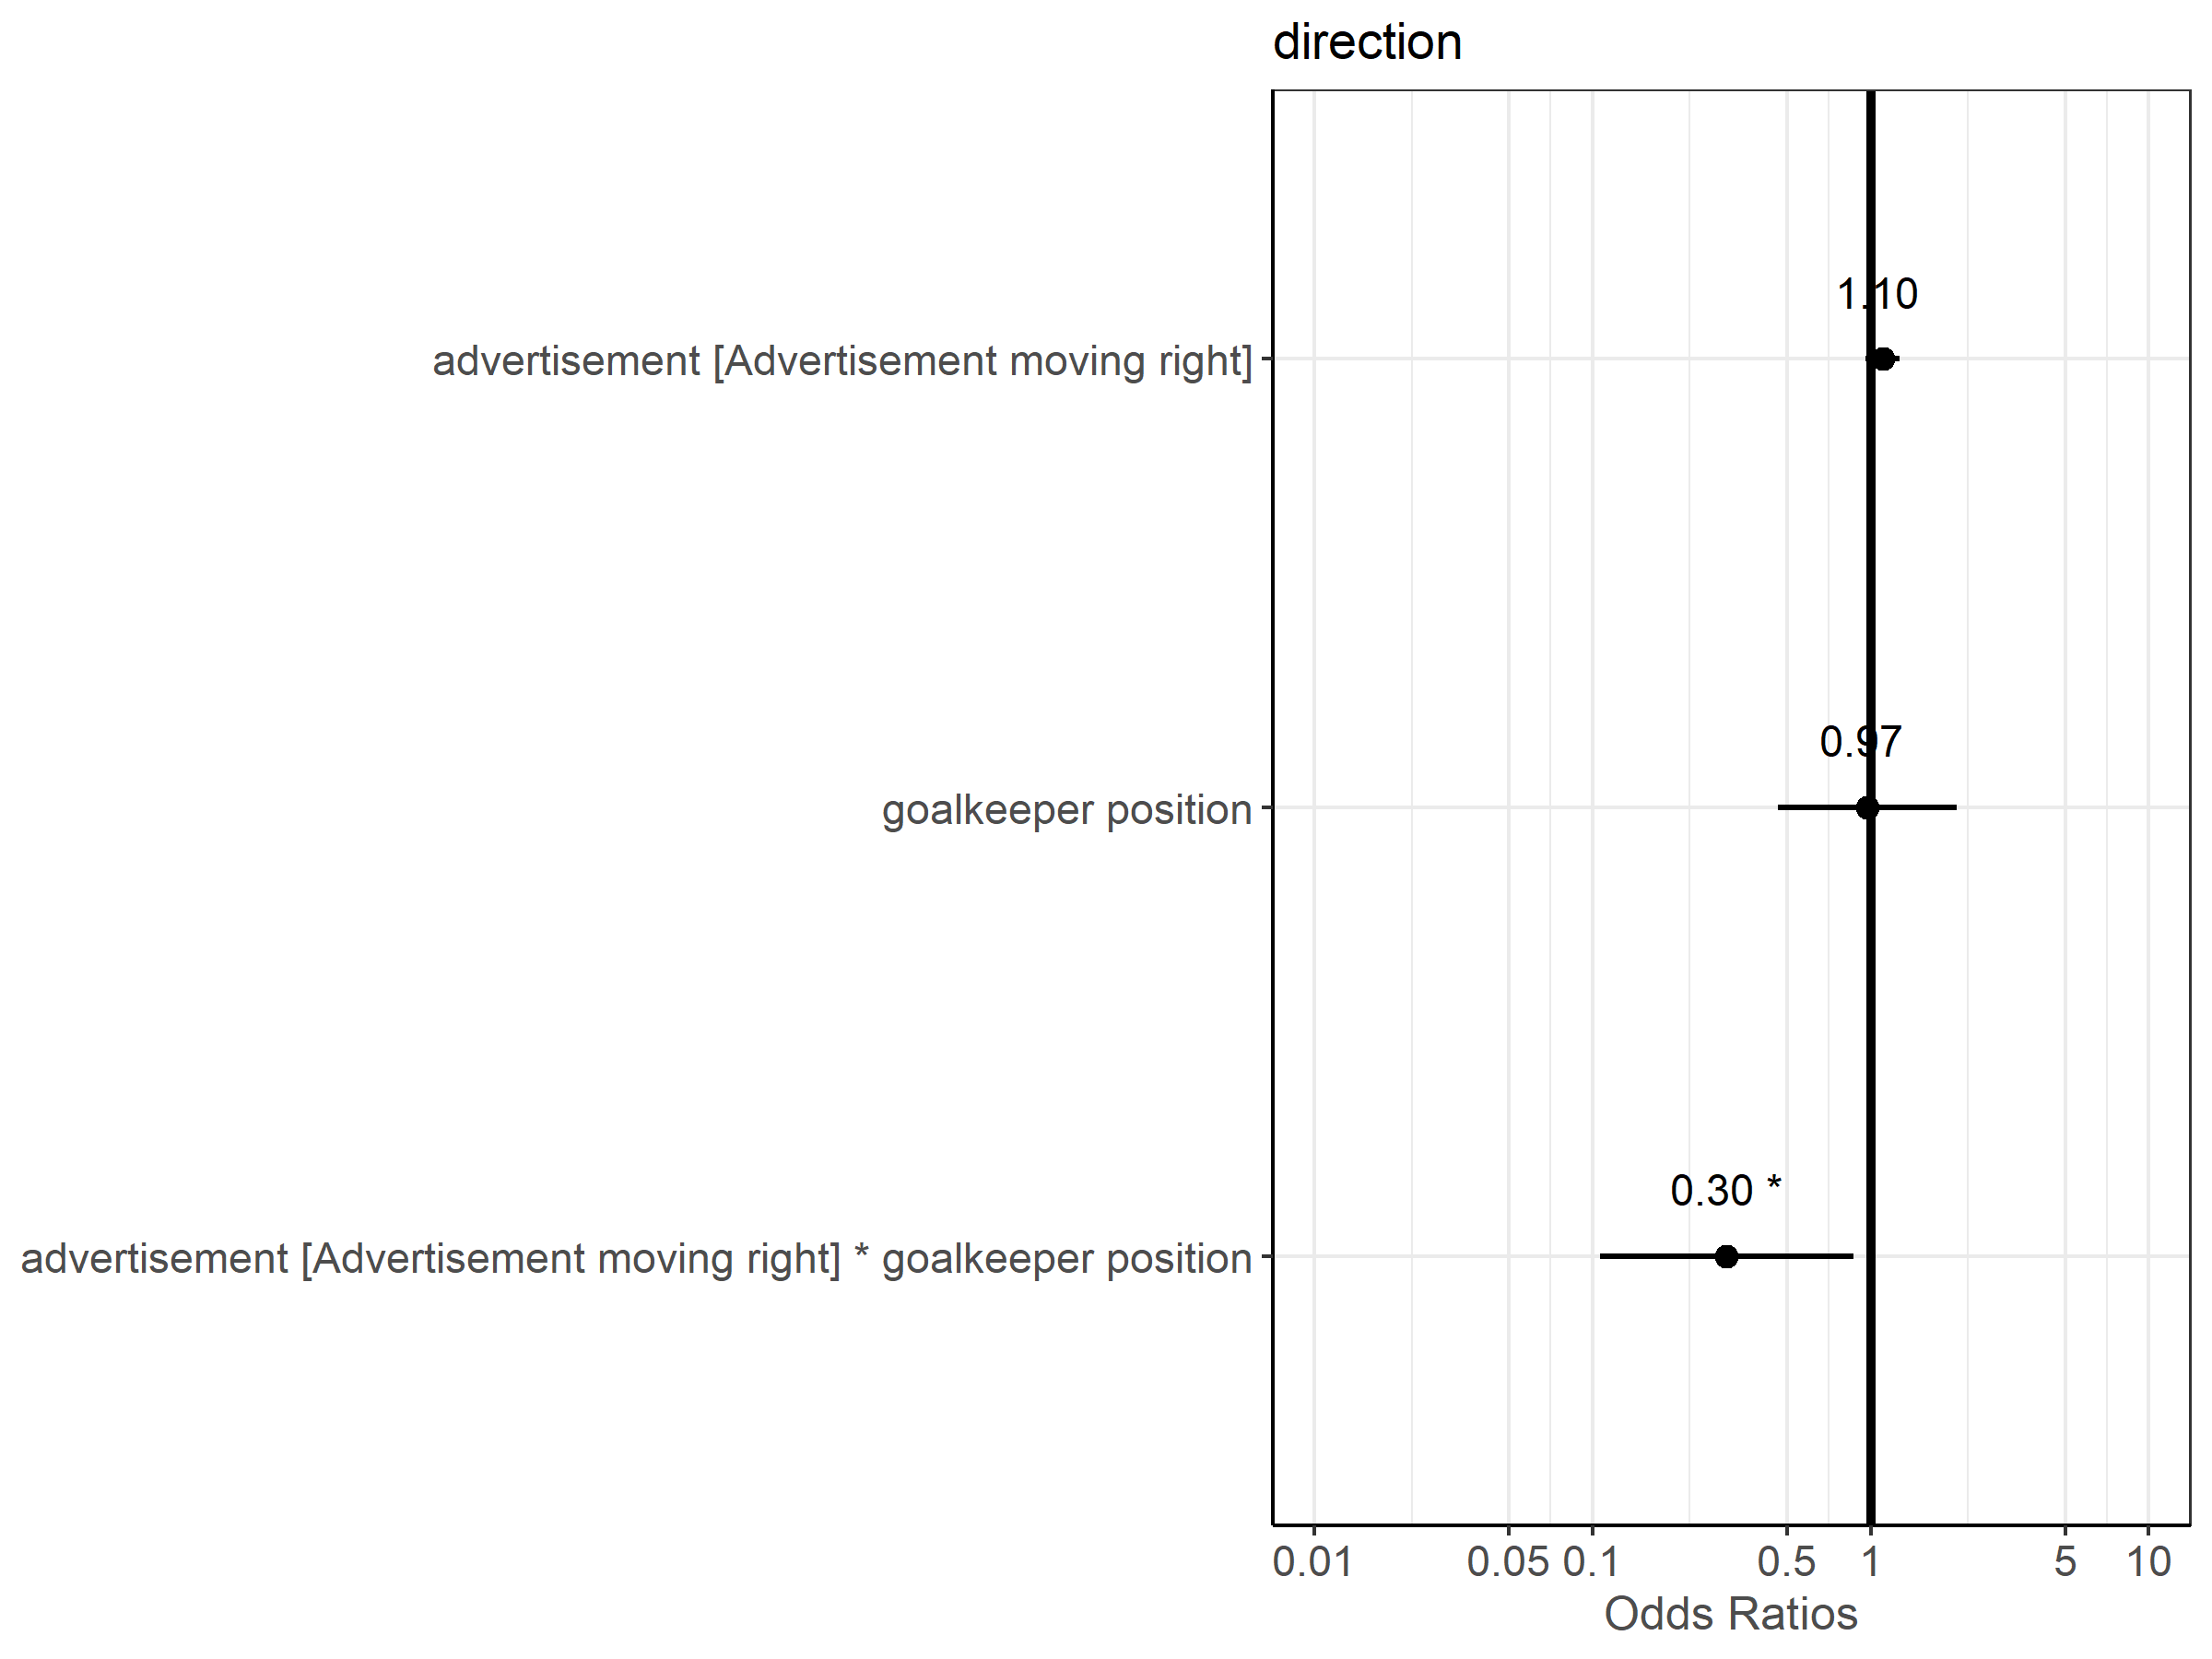 direction
1.10
advertisement [Advertisement moving right]
0.97
goalkeeper position
0.30 *
advertisement [Advertisement moving right] * goalkeeper position
0.01 0.05 0.1 0.5 1 5 10
Odds Ratios